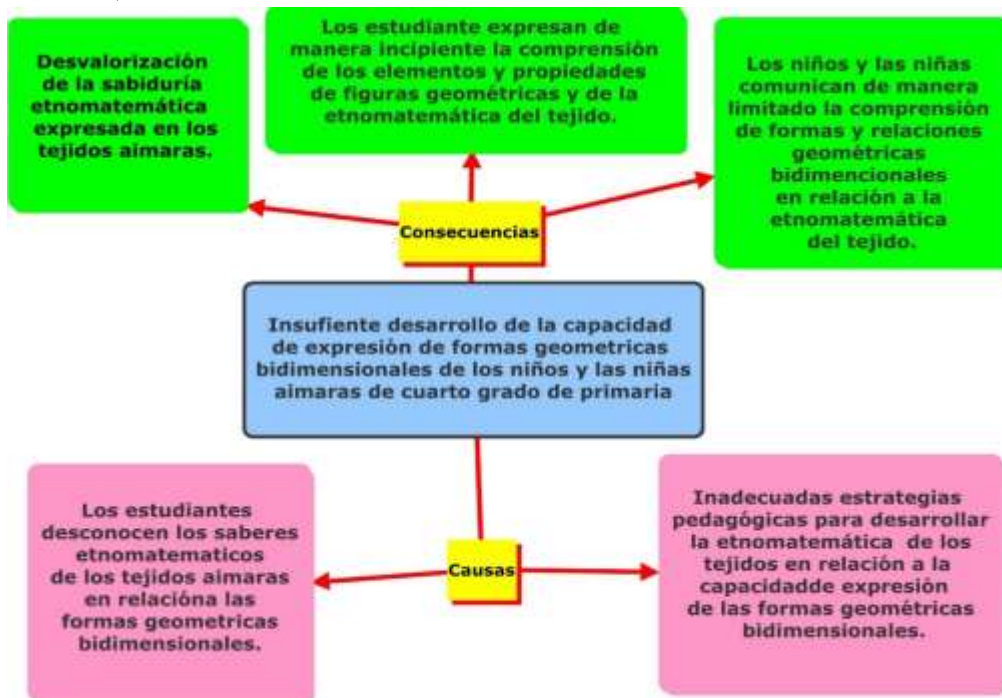 Desvalorización
de la sabiduría
etnomatemática
expresada en los
tejidos aimaras.
Los estudiante expresan de
manera incipiente la comprensión
de los elementos y propiedades
de figuras geométricas y de la
etnomatemática del tejido.
Los niños y las niñas
comunican de manera
limitado la comprensión
de formas y relaciones
geométricas
bidimencionales
en relación a la
etnomatemática
del tejido.
Consecuencias
Insufiente desarrollo de la capacidad
de expresión de formas geometricas
bidimensionales de los niños y las niñas
aimaras de cuarto grado de primaria
Causas
Los estudiantes
desconocen los saberes
etnomatematicos
de los tejidos aimaras
en relacióna las
formas geometricas
bidimensionales.
Inadecuadas estrategias
pedagógicas para desarrollar
la etnomatemática de los
tejidos en relación a la
capacidadde expresión
de las formas geométricas
bidimensionales.